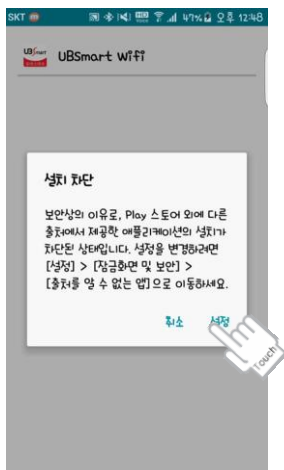 SKT 47% 오후 12:48
UBSmart Wifi
설치 차단
보안상의 이유로, Play 스토어 외에 다른
출처에서 제공한 애플리케이션의 설치가
차단된 상태입니다. 설정을 변경하려면
[설정] > [잠금화면 및 보안] >
[출처를 알 수 없는 앱]으로 이동하세요.
취소 설정
Touch